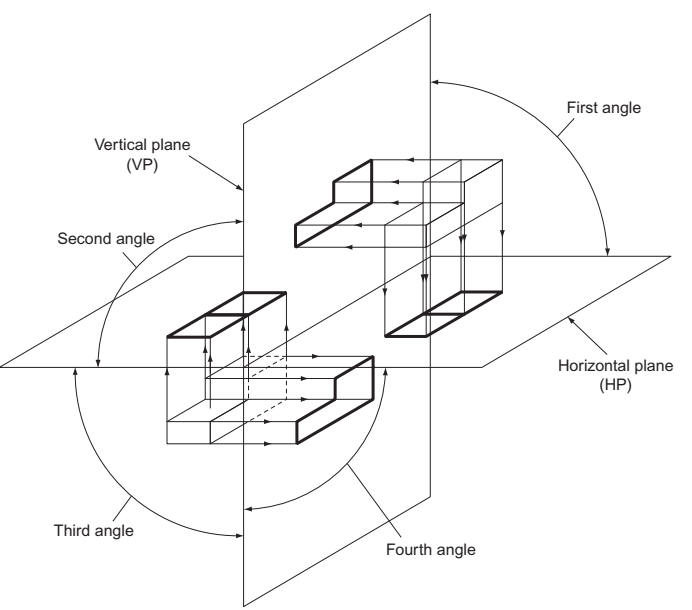 First angle
Vertical plane
(VP)
Second angle
Horizontal plane
(HP)
Third angle
Fourth angle